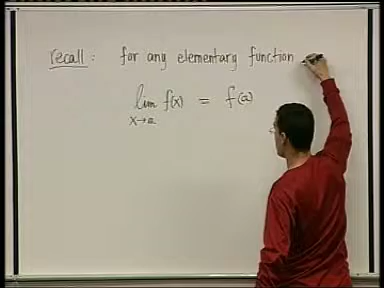 recall: for any elementary function
lim f(x) = f(a)
x→a